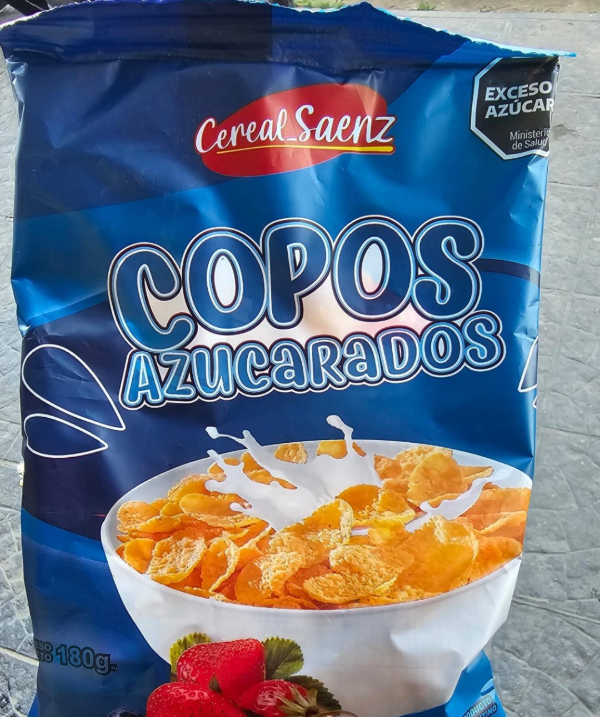 Cereal Saenz
EXCESO
AZÚCAR
Ministerio
de Salud
COPOS
AZUCARADOS
180g